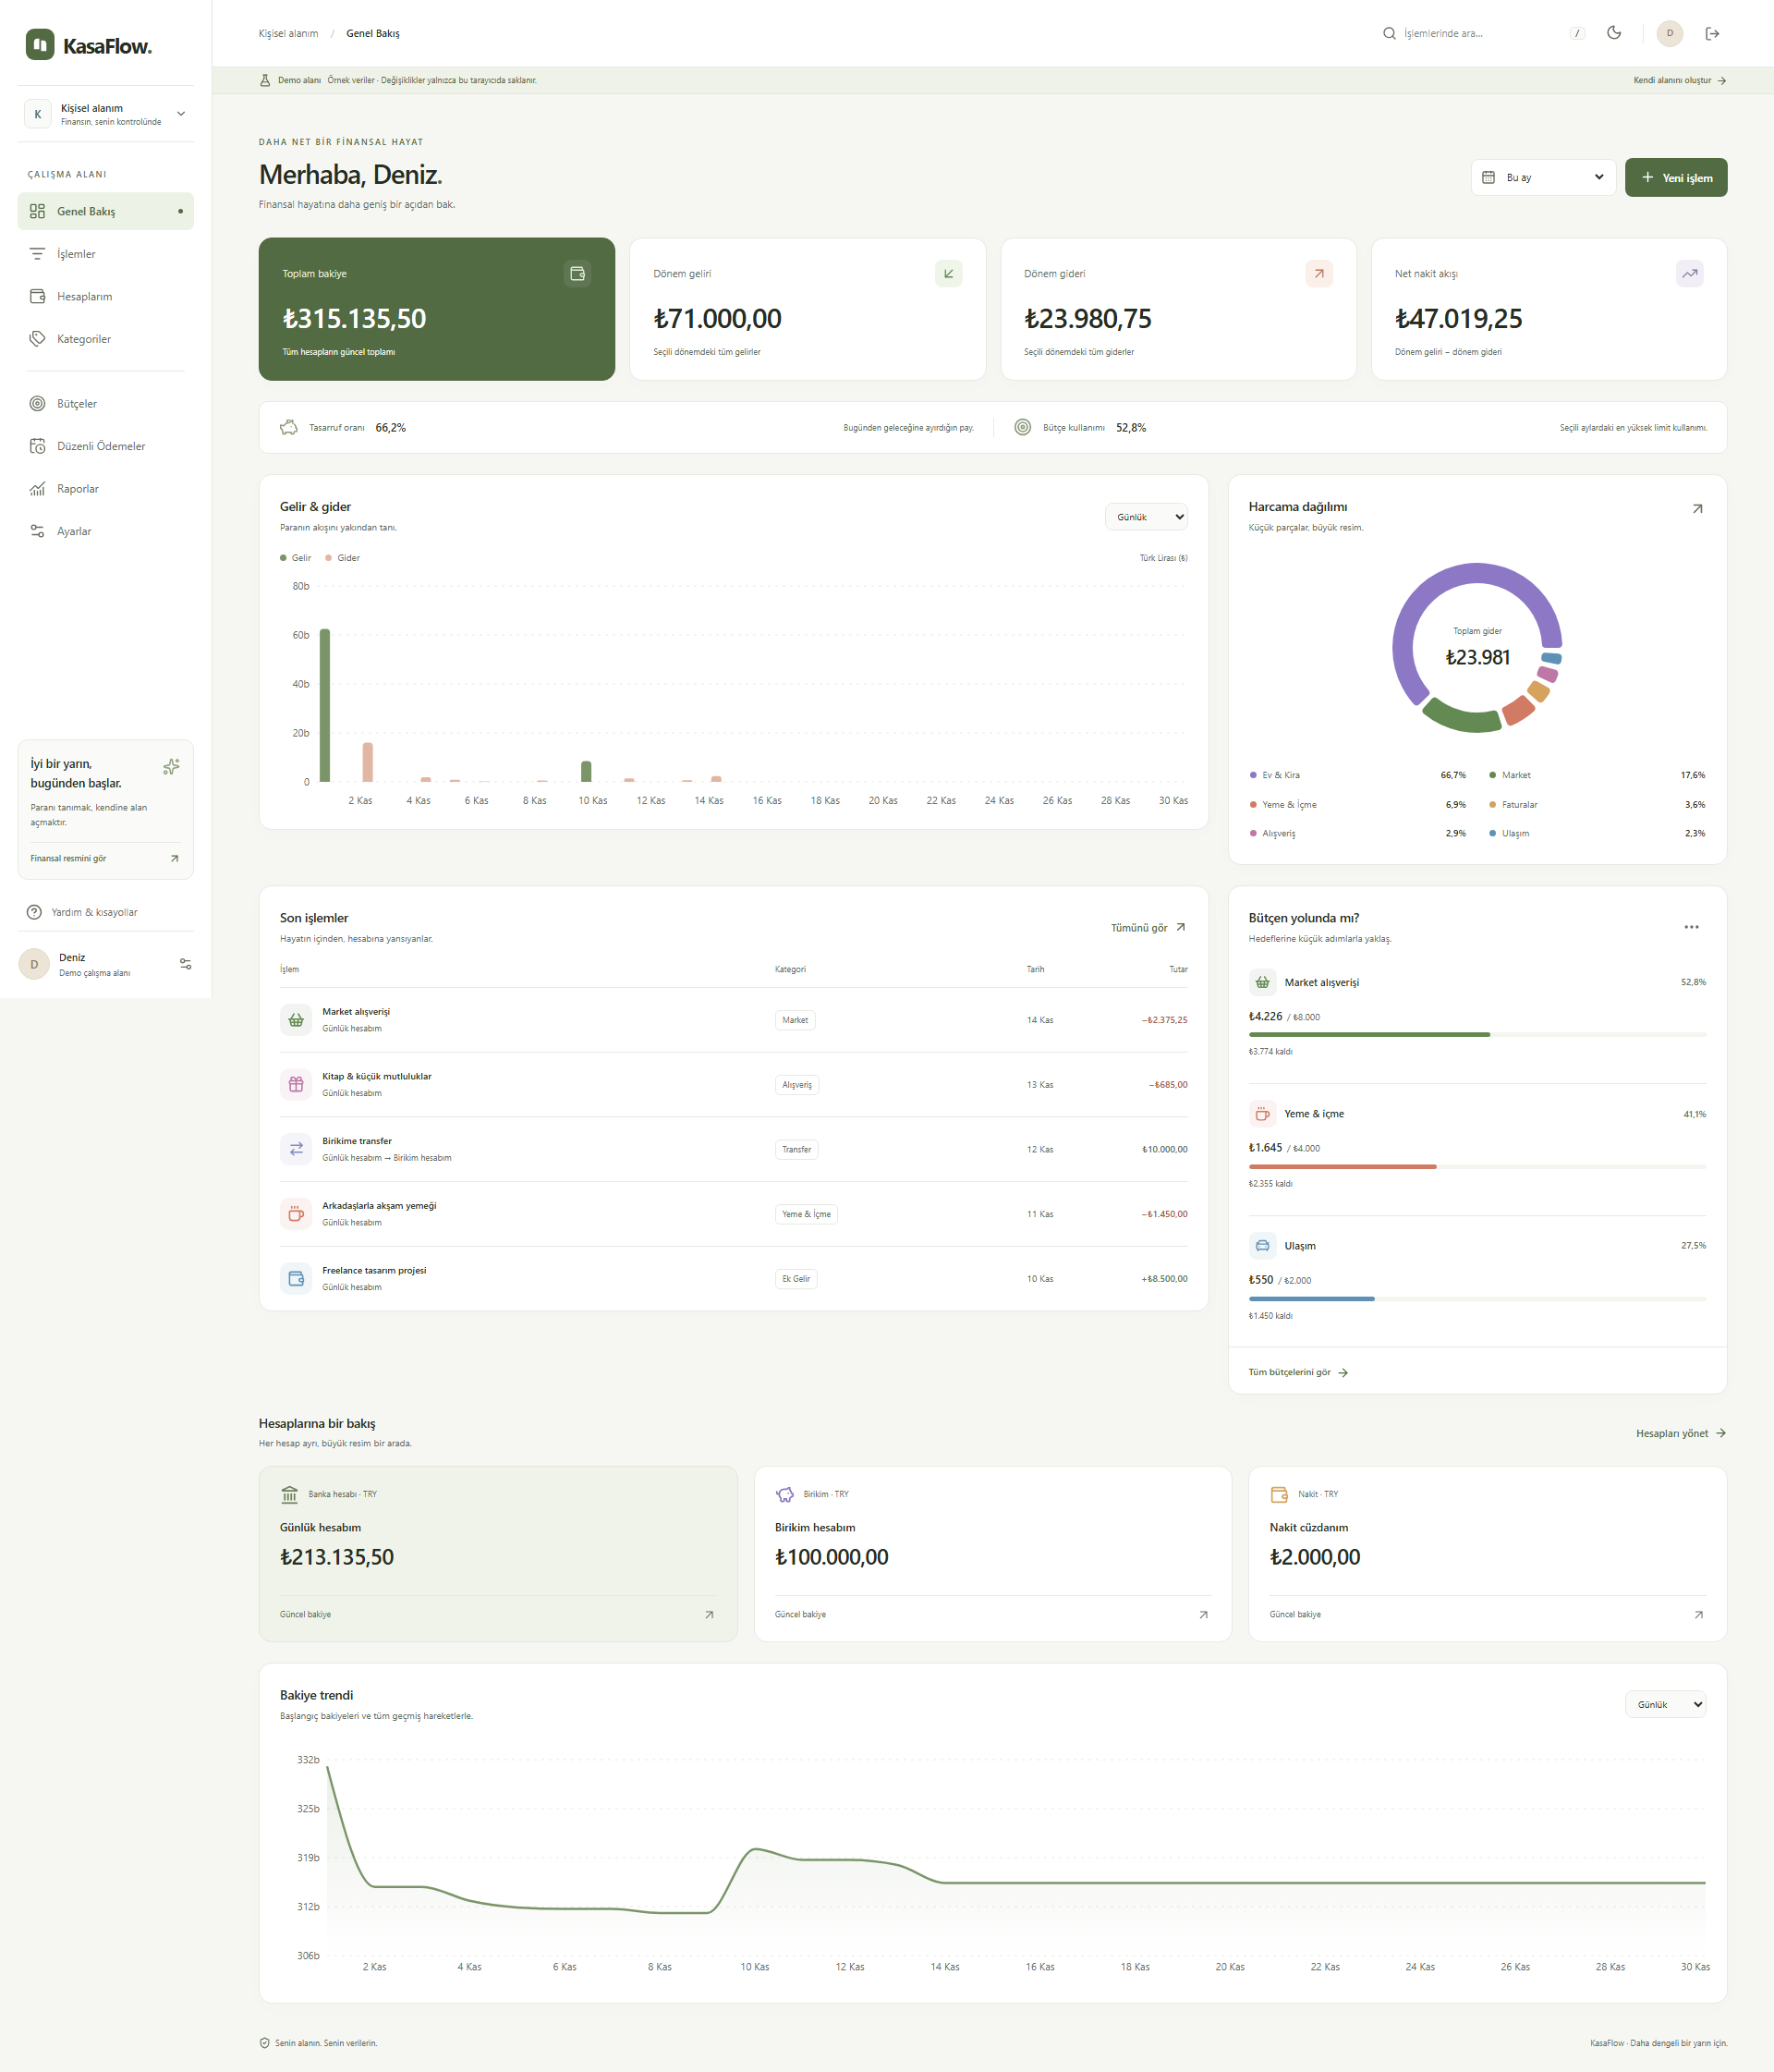 KasaFlow.
K
Kişisel alanım
Finansın, senin kontrolünde
ÇALIŞMA ALANI
Genel Bakış
İşlemler
Hesaplarım
Kategoriler
Bütçeler
Düzenli Ödemeler
Raporlar
Ayarlar
İyi bir yarın,
bugünden başlar.
Paranı tanımak, kendine alan
açmaktır.
Finansal resmini gör
Yardım & kısayollar
D
Deniz
Demo çalışma alanı
Kişisel alanım / Genel Bakış
İşlemlerinde ara...
/
D
Demo alanı Örnek veriler · Değişiklikler yalnızca bu tarayıcıda saklanır.
Kendi alanını oluştur
DAHA NET BİR FİNANSAL HAYAT
Merhaba, Deniz.
Finansal hayatına daha geniş bir açıdan bak.
Bu ay
Yeni işlem
Toplam bakiye
₺315.135,50
Tüm hesapların güncel toplamı
Dönem geliri
₺71.000,00
Seçili dönemdeki tüm gelirler
Dönem gideri
₺23.980,75
Seçili dönemdeki tüm giderler
Net nakit akışı
₺47.019,25
Dönem geliri − dönem gideri
Tasarruf oranı 66,2%
Bugünden geleceğine ayırdığın pay.
Bütçe kullanımı 52,8%
Seçili aylardaki en yüksek limit kullanımı.
Gelir & gider
Paranın akışını yakından tanı.
Günlük
Gelir
Gider
Türk Lirası (₺)
80b
60b
40b
20b
0
2 Kas 4 Kas 6 Kas 8 Kas 10 Kas 12 Kas 14 Kas 16 Kas 18 Kas 20 Kas 22 Kas 24 Kas 26 Kas 28 Kas 30 Kas
Harcama dağılımı
Küçük parçalar, büyük resim.
Toplam gider
₺23.981
Ev & Kira 66,7%
Market 17,6%
Yeme & İçme 6,9%
Faturalar 3,6%
Alışveriş 2,9%
Ulaşım 2,3%
Son işlemler
Hayatın içinden, hesabına yansıyanlar.
Tümünü gör
İşlem Kategori Tarih Tutar
Market alışverişi
Günlük hesabım
Market
14 Kas
−₺2.375,25
Kitap & küçük mutluluklar
Günlük hesabım
Alışveriş
13 Kas
−₺685,00
Birikime transfer
Günlük hesabım → Birikim hesabım
Transfer
12 Kas
₺10.000,00
Arkadaşlarla akşam yemeği
Günlük hesabım
Yeme & İçme
11 Kas
−₺1.450,00
Freelance tasarım projesi
Günlük hesabım
Ek Gelir
10 Kas
+₺8.500,00
Bütçen yolunda mı?
Hedeflerine küçük adımlarla yaklaş.
Market alışverişi
52,8%
₺4.226 / ₺8.000
₺3.774 kaldı
Yeme & içme
41,1%
₺1.645 / ₺4.000
₺2.355 kaldı
Ulaşım
27,5%
₺550 / ₺2.000
₺1.450 kaldı
Tüm bütçelerini gör
Hesaplarına bir bakış
Her hesap ayrı, büyük resim bir arada.
Hesapları yönet
Banka hesabı · TRY
Günlük hesabım
₺213.135,50
Güncel bakiye
Birikim · TRY
Birikim hesabım
₺100.000,00
Güncel bakiye
Nakit · TRY
Nakit cüzdanım
₺2.000,00
Güncel bakiye
Bakiye trendi
Başlangıç bakiyeleri ve tüm geçmiş hareketlerle.
Günlük
332b
325b
319b
312b
306b
2 Kas 4 Kas 6 Kas 8 Kas 10 Kas 12 Kas 14 Kas 16 Kas 18 Kas 20 Kas 22 Kas 24 Kas 26 Kas 28 Kas 30 Kas
Senin alanın. Senin verilerin.
KasaFlow · Daha dengeli bir yarın için.